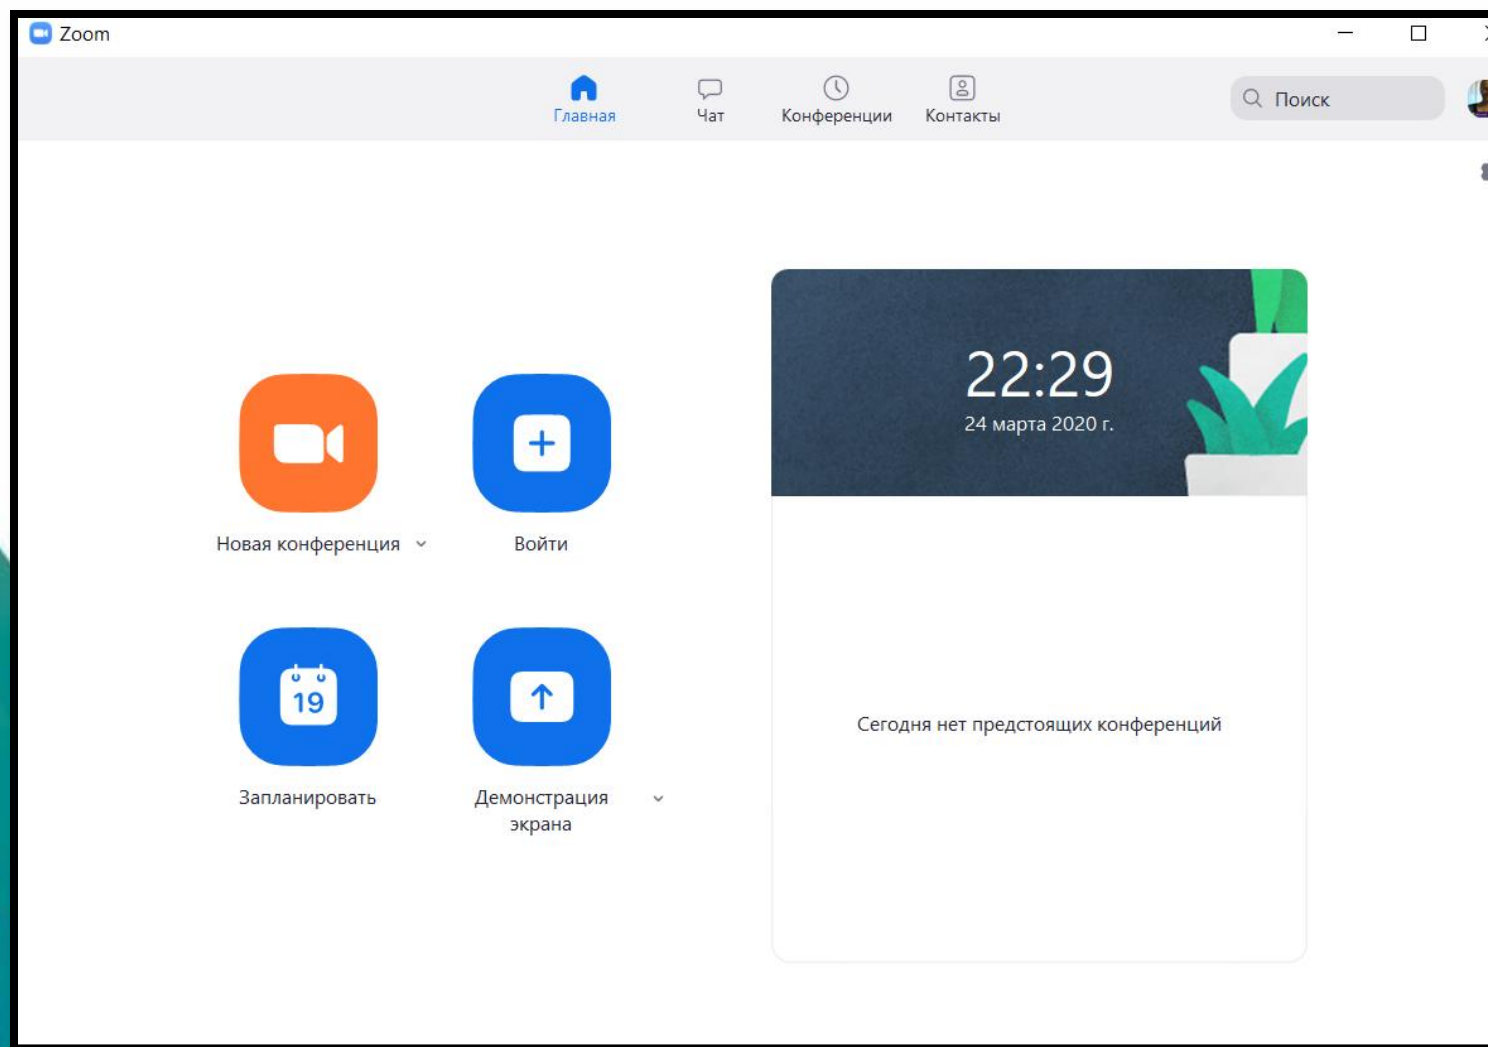 Zoom
Главная
Чат
Конференции
Контакты
Поиск
22:29
24 марта 2020 г.
Новая конференция
Войти
19
Запланировать
Демонстрация
экрана
Сегодня нет предстоящих конференций